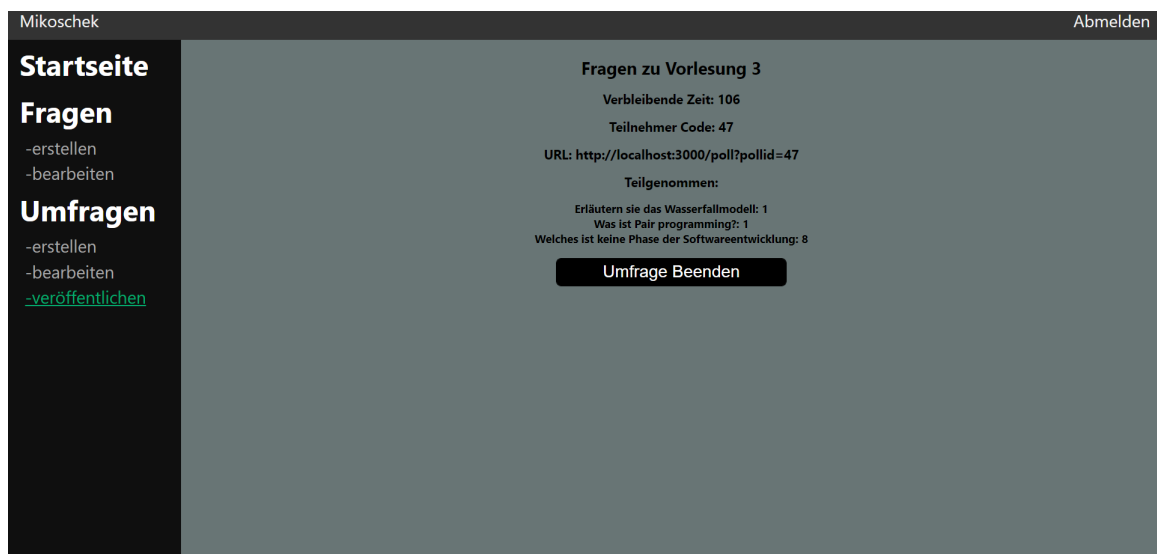 Mikoschek
Abmelden
Startseite
Fragen
-erstellen
-bearbeiten
Umfragen
-erstellen
-bearbeiten
-veröffentlichen
Fragen zu Vorlesung 3
Verbleibende Zeit: 106
Teilnehmer Code: 47
URL: http://localhost:3000/poll?pollid=47
Teilgenommen:
Erläutern sie das Wasserfallmodell: 1
Was ist Pair programming?: 1
Welches ist keine Phase der Softwareentwicklung: 8
Umfrage Beenden